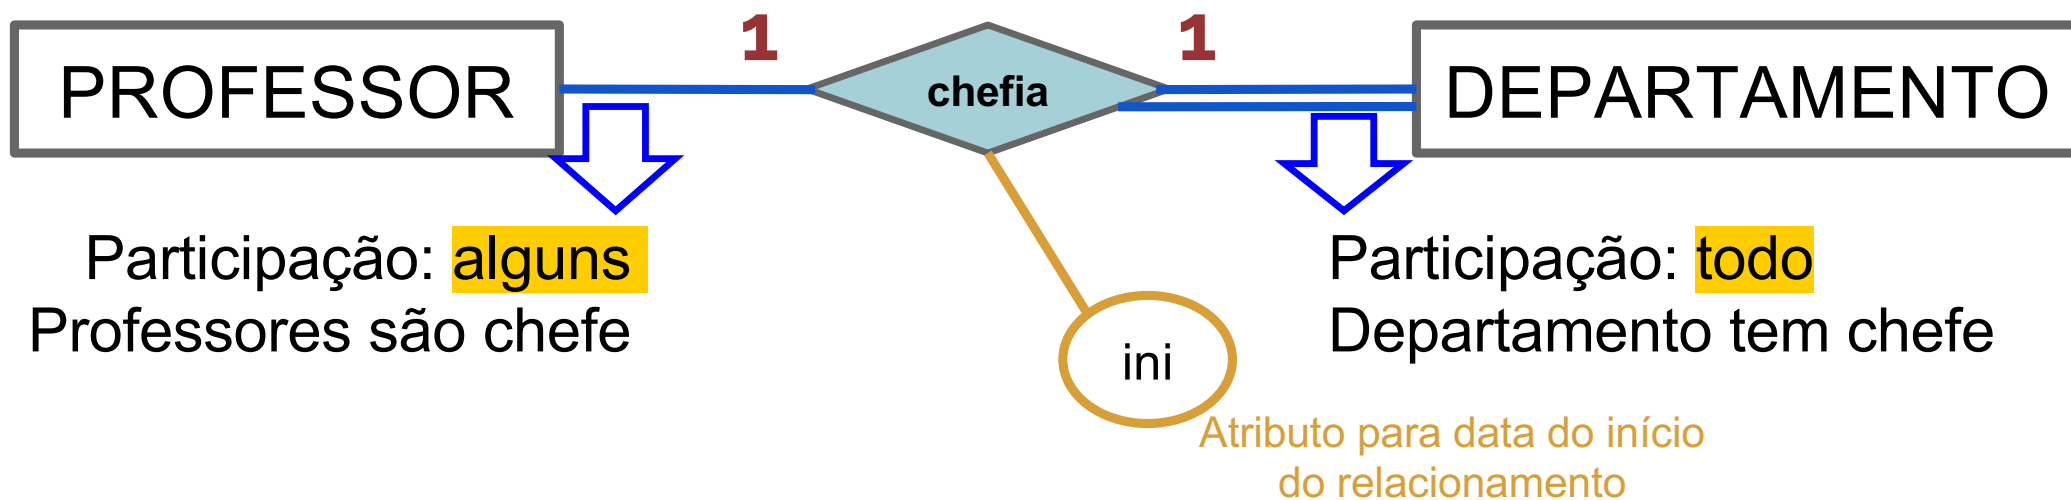 1 1
PROFESSOR chefia DEPARTAMENTO
Participação: alguns
Professores são chefe
Participação: todo
Departamento tem chefe
ini
Atributo para data do início
do relacionamento